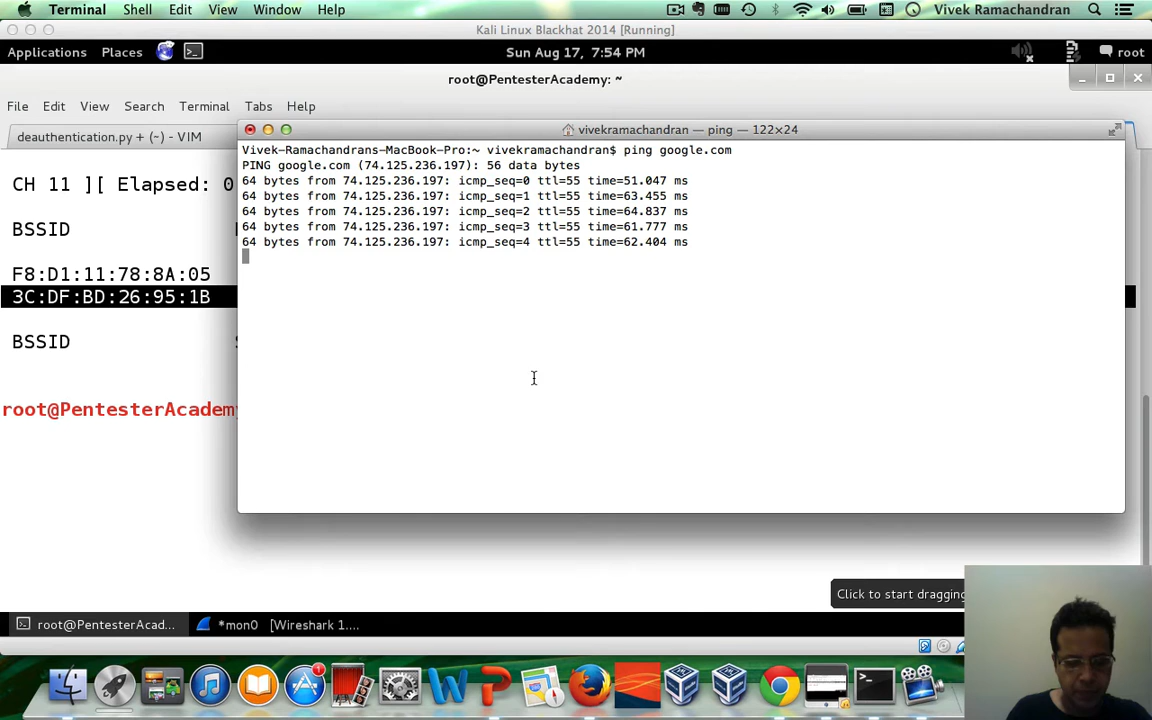 Terminal Shell Edit View Window Help Vivek Ramachandran
Kali Linux Blackhat 2014 [Running]
Applications Places Sun Aug 17, 7:54 PM root
root@PentesterAcademy: ~
File Edit View Search Terminal Tabs Help
deauthentication.py + (~) - VIM
vivekramachandran — ping — 122×24
Vivek-Ramachandrans-MacBook-Pro:~ vivekramachandran$ ping google.com
PING google.com (74.125.236.197): 56 data bytes
64 bytes from 74.125.236.197: icmp_seq=0 ttl=55 time=51.047 ms
64 bytes from 74.125.236.197: icmp_seq=1 ttl=55 time=63.455 ms
64 bytes from 74.125.236.197: icmp_seq=2 ttl=55 time=64.837 ms
64 bytes from 74.125.236.197: icmp_seq=3 ttl=55 time=61.777 ms
64 bytes from 74.125.236.197: icmp_seq=4 ttl=55 time=62.404 ms
CH 11 ][ Elapsed: 0
BSSID
F8:D1:11:78:8A:05
3C:DF:BD:26:95:1B
BSSID
root@PentesterAcadem
Click to start dragging
root@PentesterAcad... *mon0 [Wireshark 1....
1